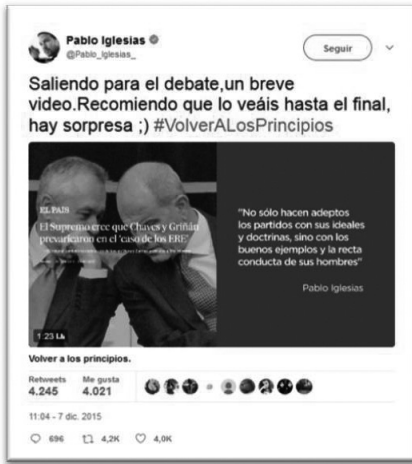 Pablo Iglesias
@Pablo_Iglesias_
Seguir
Saliendo para el debate,un breve
video.Recomiendo que lo veáis hasta el final,
hay sorpresa ;) #VolverALosPrincipios
EL PAIS
El Supremo cree que Chaves y Griñán
prevaricaron en el 'caso de los ERE'
"No sólo hacen adeptos
los partidos con sus ideales
y doctrinas, sino con los
buenos ejemplos y la recta
conducta de sus hombres"
Pablo Iglesias
Volver a los principios.
Retweets Me gusta
4.245 4.021
11:04 - 7 dic. 2015
696 4,2K 4,0K